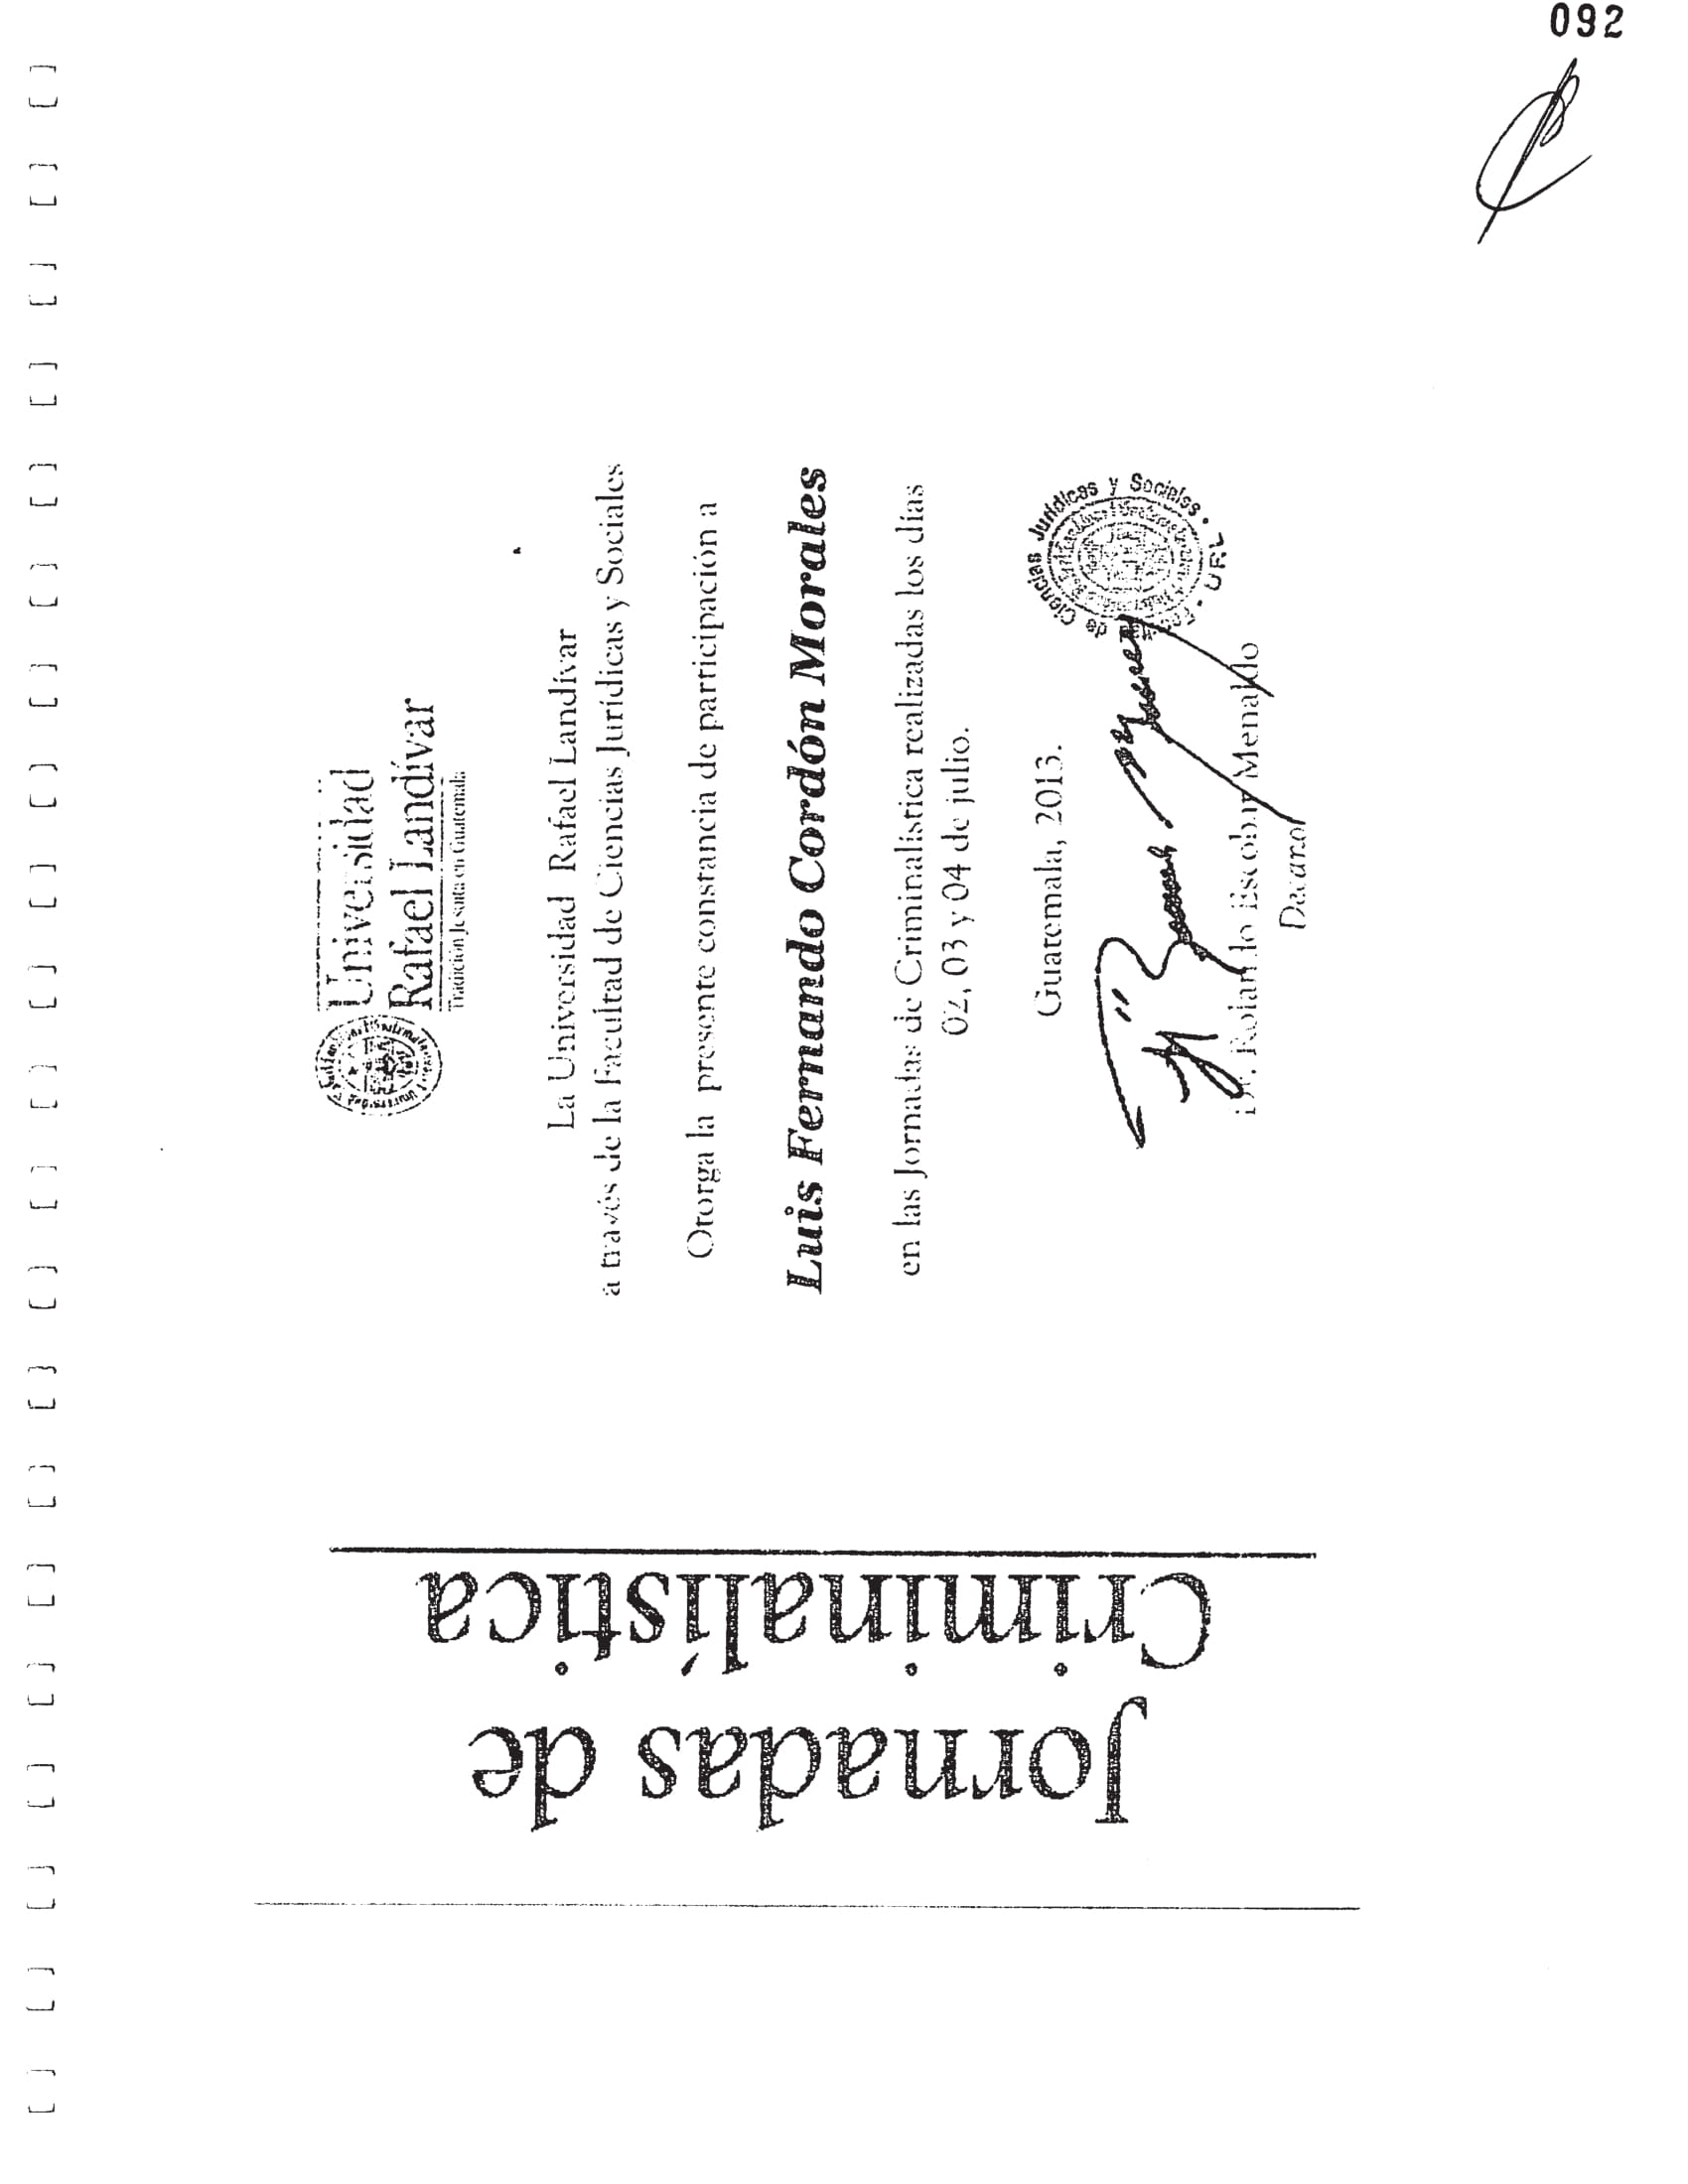 092
Jornadas de
Criminalística
Universidad
Rafael Landívar
Tradición Jesuita en Guatemala
La Universidad Rafael Landívar
a través de la Facultad de Ciencias Jurídicas y Sociales
Otorga la presente constancia de participación a
Luis Fernando Cordón Morales
en las Jornadas de Criminalística realizadas los días
02, 03 y 04 de julio.
Guatemala, 2013.
de Ciencias Jurídicas y Sociales • URL •
Dr. Rolando Escobar Menaldo
Decano